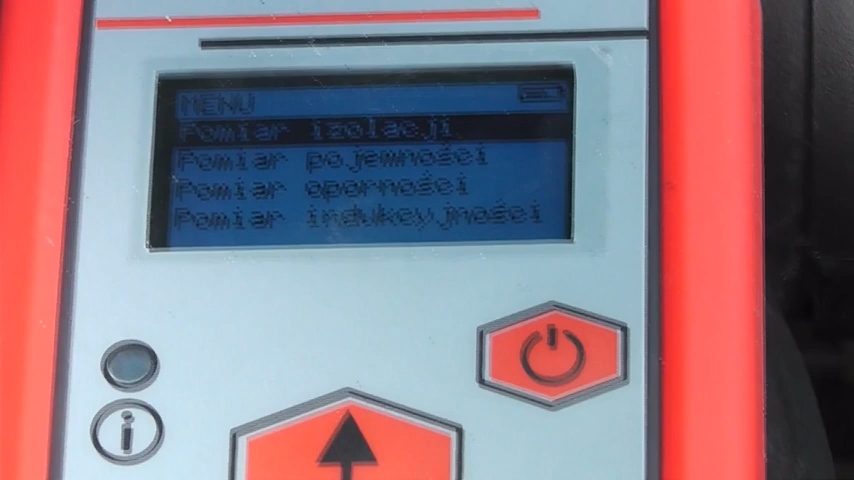 MENU
Pomiar izolacji
Pomiar pojemności
Pomiar oporności
Pomiar indukcyjności
i